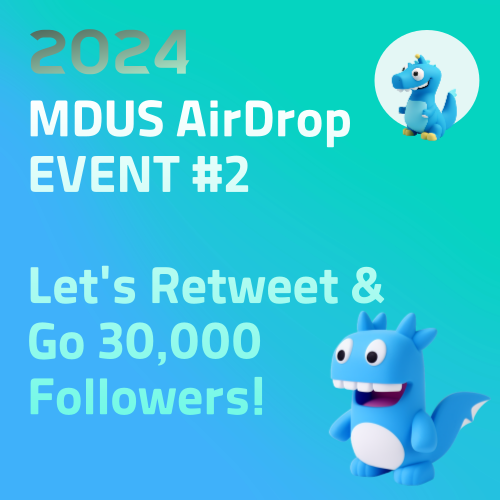 2024
MDUS AirDrop
EVENT #2
Let's Retweet &
Go 30,000
Followers!